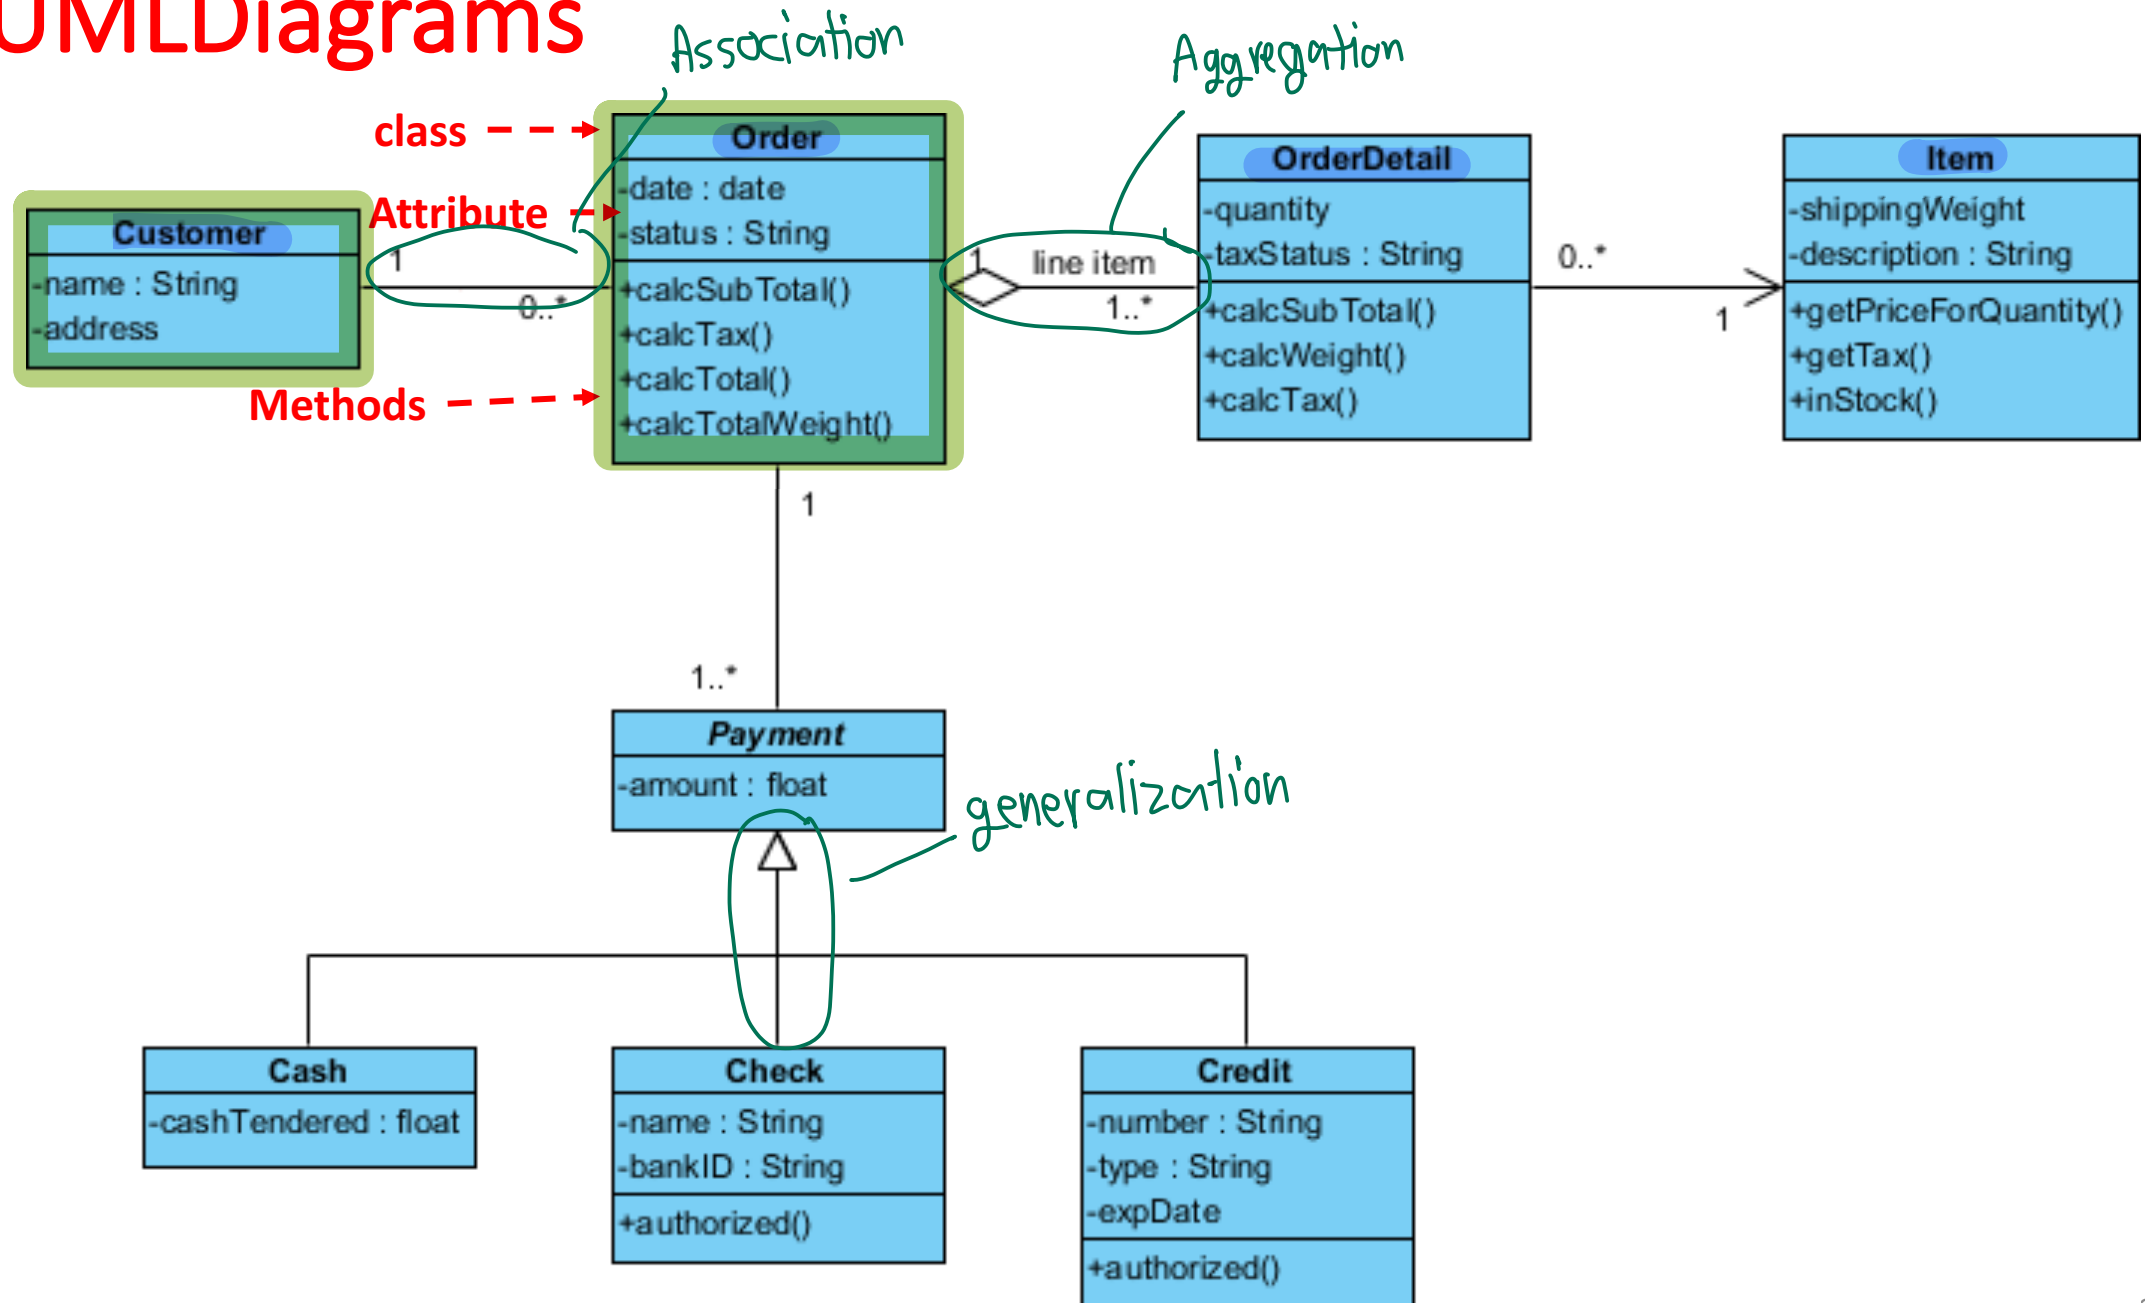 UMLDiagrams
Association
Aggregation
class
Order
-date : date
-status : String
+calcSubTotal()
+calcTax()
+calcTotal()
+calcTotalWeight()
Attribute
Methods
Customer
-name : String
-address
1
0..*
1
line item
1..*
OrderDetail
-quantity
-taxStatus : String
+calcSubTotal()
+calcWeight()
+calcTax()
0..*
1
Item
-shippingWeight
-description : String
+getPriceForQuantity()
+getTax()
+inStock()
1
1..*
Payment
-amount : float
generalization
Cash
-cashTendered : float
Check
-name : String
-bankID : String
+authorized()
Credit
-number : String
-type : String
-expDate
+authorized()